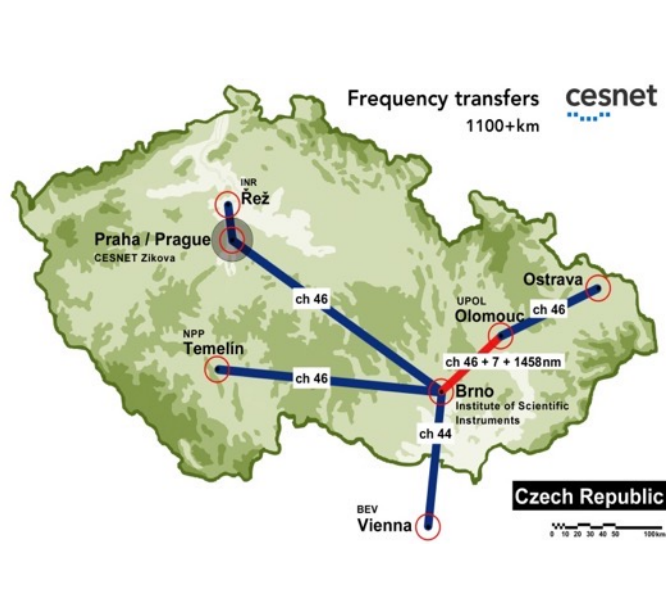 Frequency transfers
1100+km
cesnet
INR
Řež
Praha / Prague
CESNET Zikova
ch 46
Ostrava
ch 46
UPOL
Olomouc
NPP
Temelín
ch 46
ch 46 + 7 + 1458nm
Brno
Institute of Scientific
Instruments
ch 44
Czech Republic
BEV
Vienna
0 10 20 30 40 50 100km